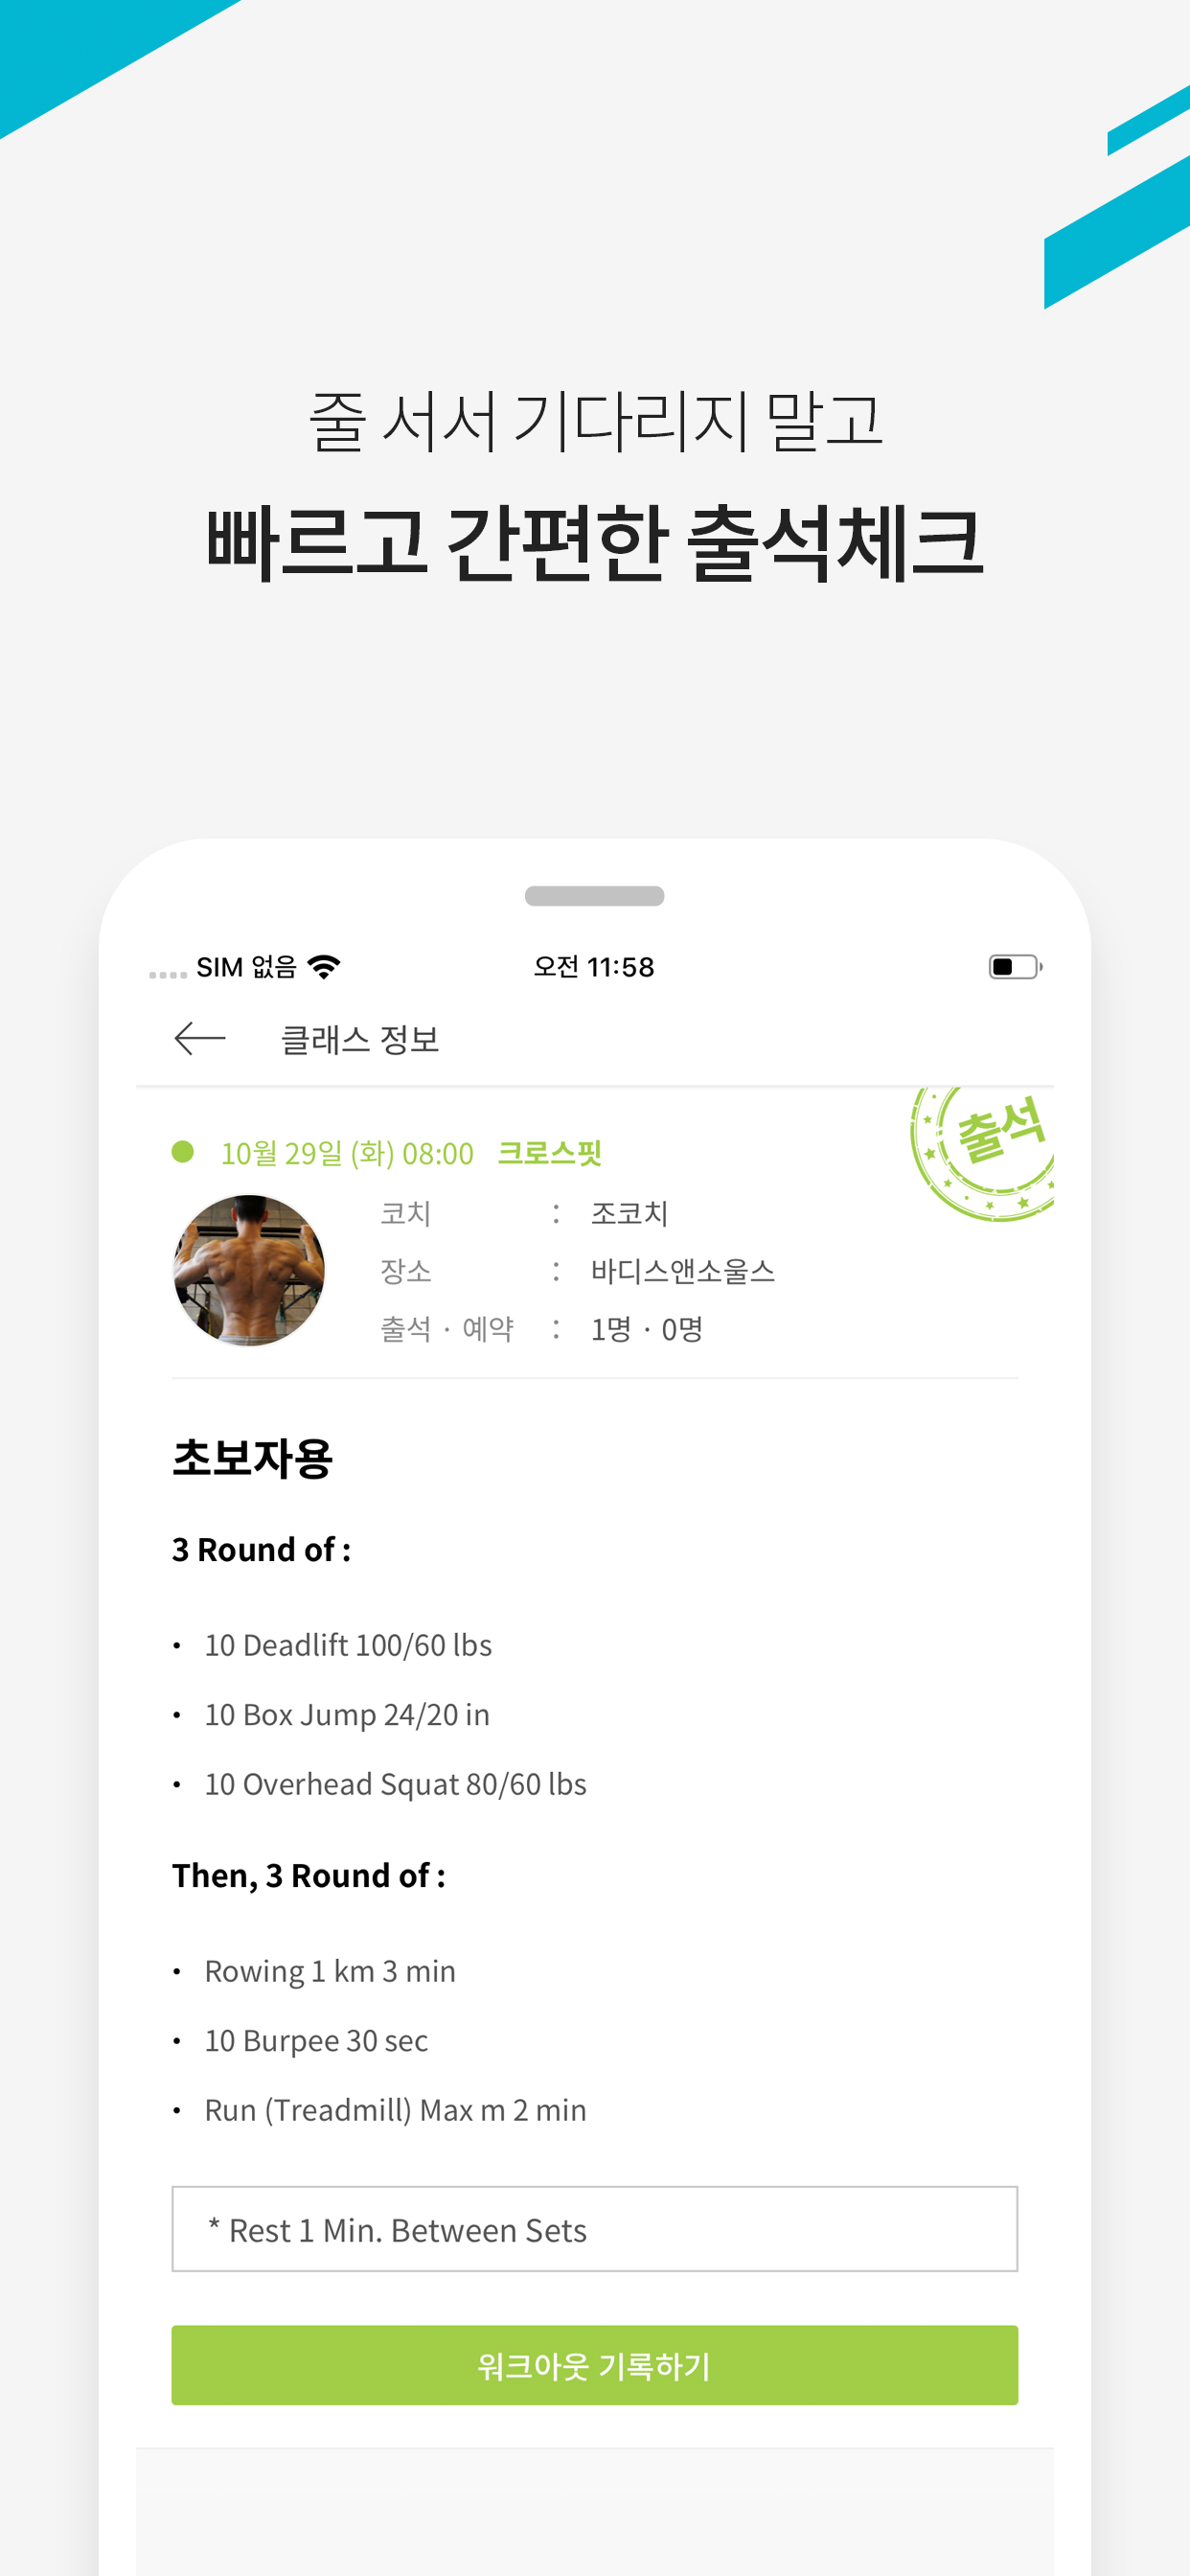 줄 서서 기다리지 말고
빠르고 간편한 출석체크
SIM 없음 오전 11:58
클래스 정보
출석
10월 29일 (화) 08:00 크로스핏
코치 : 조코치
장소 : 바디스앤소울스
출석 · 예약 : 1명 · 0명
초보자용
3 Round of :
• 10 Deadlift 100/60 lbs
• 10 Box Jump 24/20 in
• 10 Overhead Squat 80/60 lbs
Then, 3 Round of :
• Rowing 1 km 3 min
• 10 Burpee 30 sec
• Run (Treadmill) Max m 2 min
* Rest 1 Min. Between Sets
워크아웃 기록하기